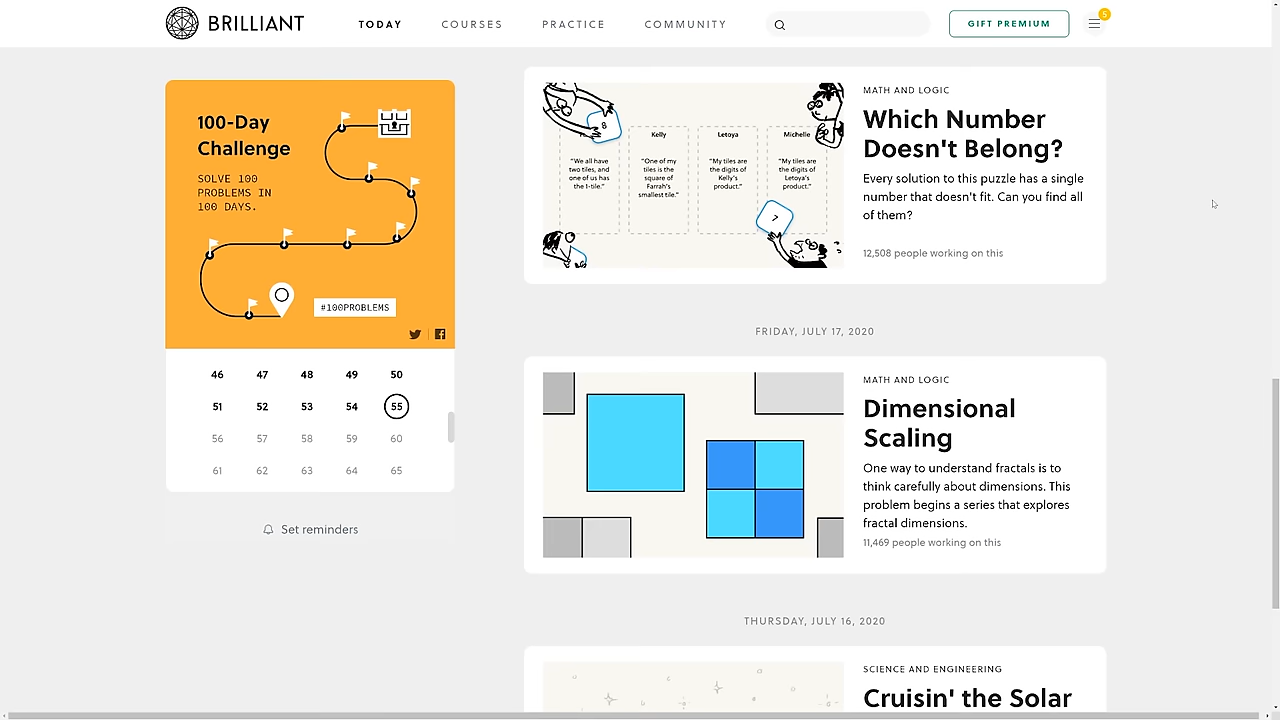 BRILLIANT
TODAY
COURSES
PRACTICE
COMMUNITY
GIFT PREMIUM
5
100-Day
Challenge
SOLVE 100
PROBLEMS IN
100 DAYS.
#100PROBLEMS
46 47 48 49 50
51 52 53 54 55
56 57 58 59 60
61 62 63 64 65
Set reminders
8
"We all have
two tiles, and
one of us has
the 1-tile."
Kelly
"One of my
tiles is the
square of
Farrah's
smallest tile."
Letoya
"My tiles are
the digits of
Kelly's
product."
Michelle
"My tiles are
the digits of
Letoya's
product."
7
MATH AND LOGIC
Which Number
Doesn't Belong?
Every solution to this puzzle has a single
number that doesn't fit. Can you find all
of them?
12,508 people working on this
FRIDAY, JULY 17, 2020
MATH AND LOGIC
Dimensional
Scaling
One way to understand fractals is to
think carefully about dimensions. This
problem begins a series that explores
fractal dimensions.
11,469 people working on this
THURSDAY, JULY 16, 2020
SCIENCE AND ENGINEERING
Cruisin' the Solar